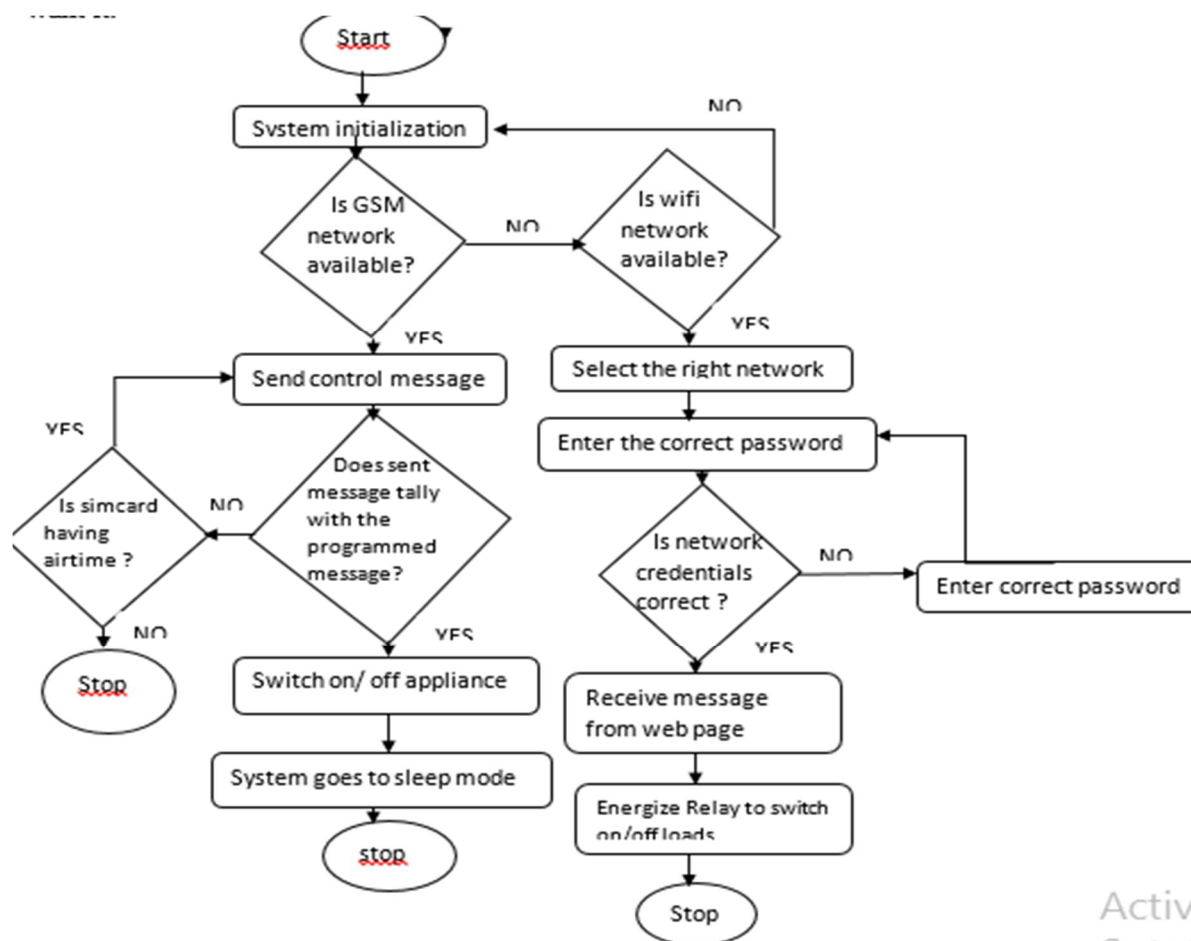 Start
NO
System initialization
Is GSM
network
available?
NO
Is wifi
network
available?
YES
YES
Send control message
Select the right network
YES
Enter the correct password
Does sent
message tally
with the
programmed
message?
Is simcard
having
airtime ?
NO
Is network
credentials
correct ?
NO
Enter correct password
NO
YES
YES
Stop
Switch on/ off appliance
Receive message
from web page
System goes to sleep mode
Energize Relay to switch
on/off loads
stop
Stop
Activ